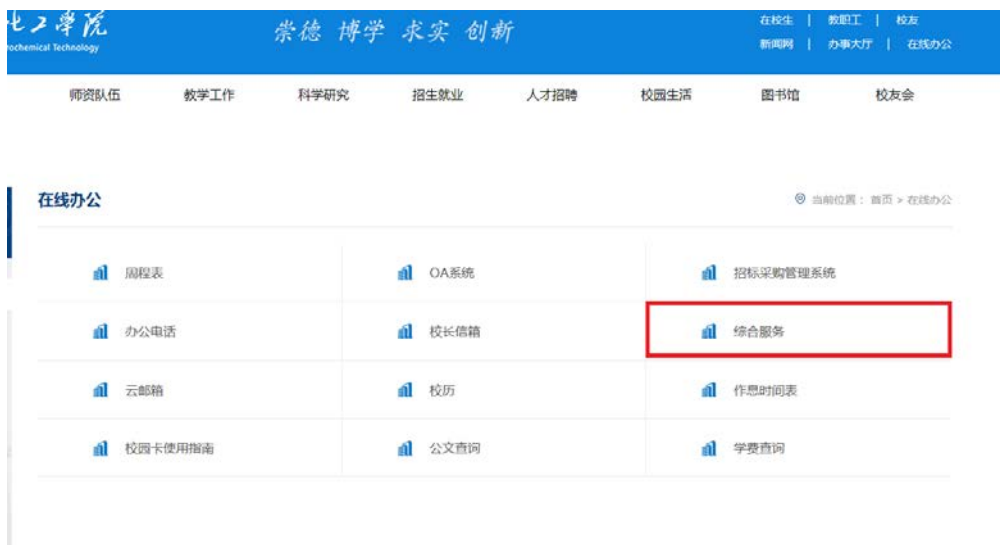 工学院
崇德 博学 求实 创新
在校生 | 教职工 | 校友
ochemical Technology
新闻网 | 办事大厅 | 在线办公
师资队伍 教学工作 科学研究 招生就业 人才招聘 校园生活 图书馆 校友会
在线办公
当前位置： 首页 > 在线办公
周程表 OA系统 招标采购管理系统
办公电话 校长信箱 综合服务
云邮箱 校历 作息时间表
校园卡使用指南 公文查询 学费查询